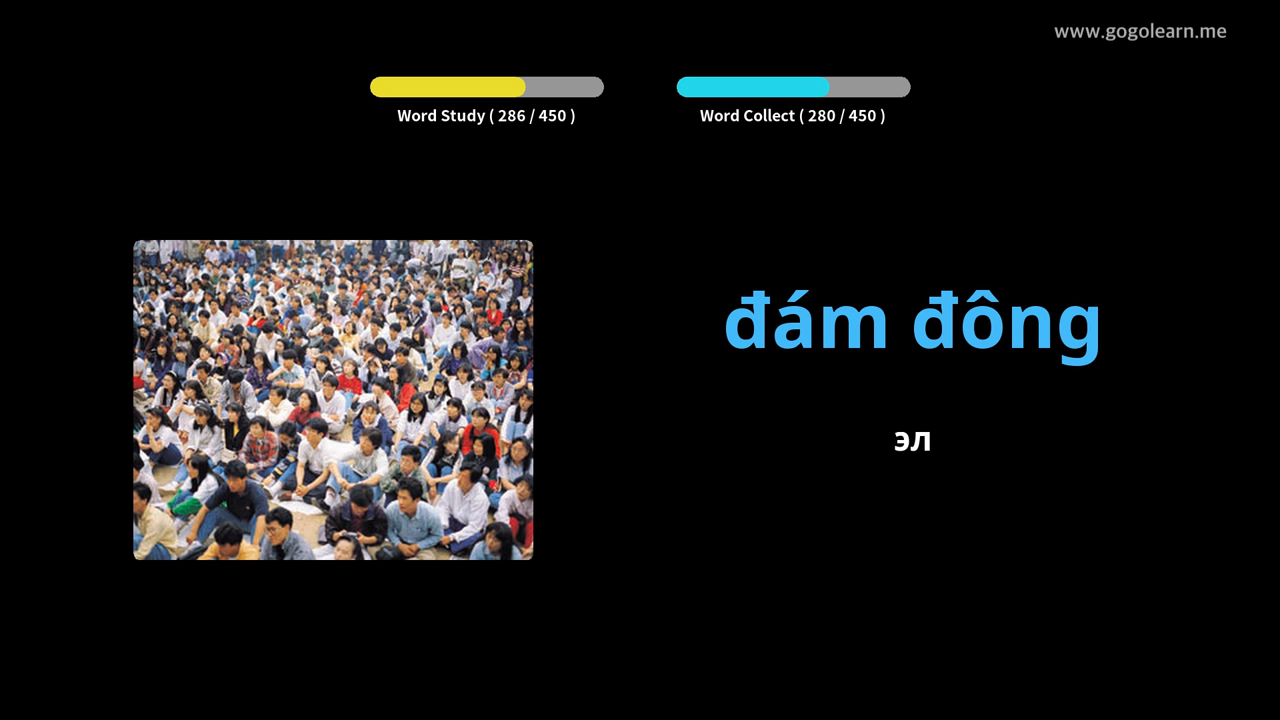 www.gogolearn.me
Word Study ( 286 / 450 )
Word Collect ( 280 / 450 )
đám đông
эл